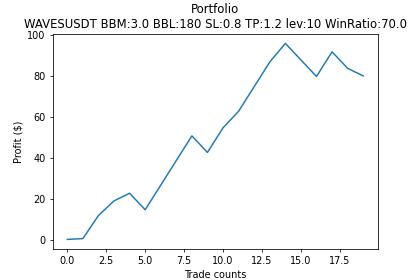 Portfolio
WAVESUSDT BBM:3.0 BBL:180 SL:0.8 TP:1.2 lev:10 WinRatio:70.0
100
80
60
40
20
0
Profit ($)
0.0 2.5 5.0 7.5 10.0 12.5 15.0 17.5
Trade counts